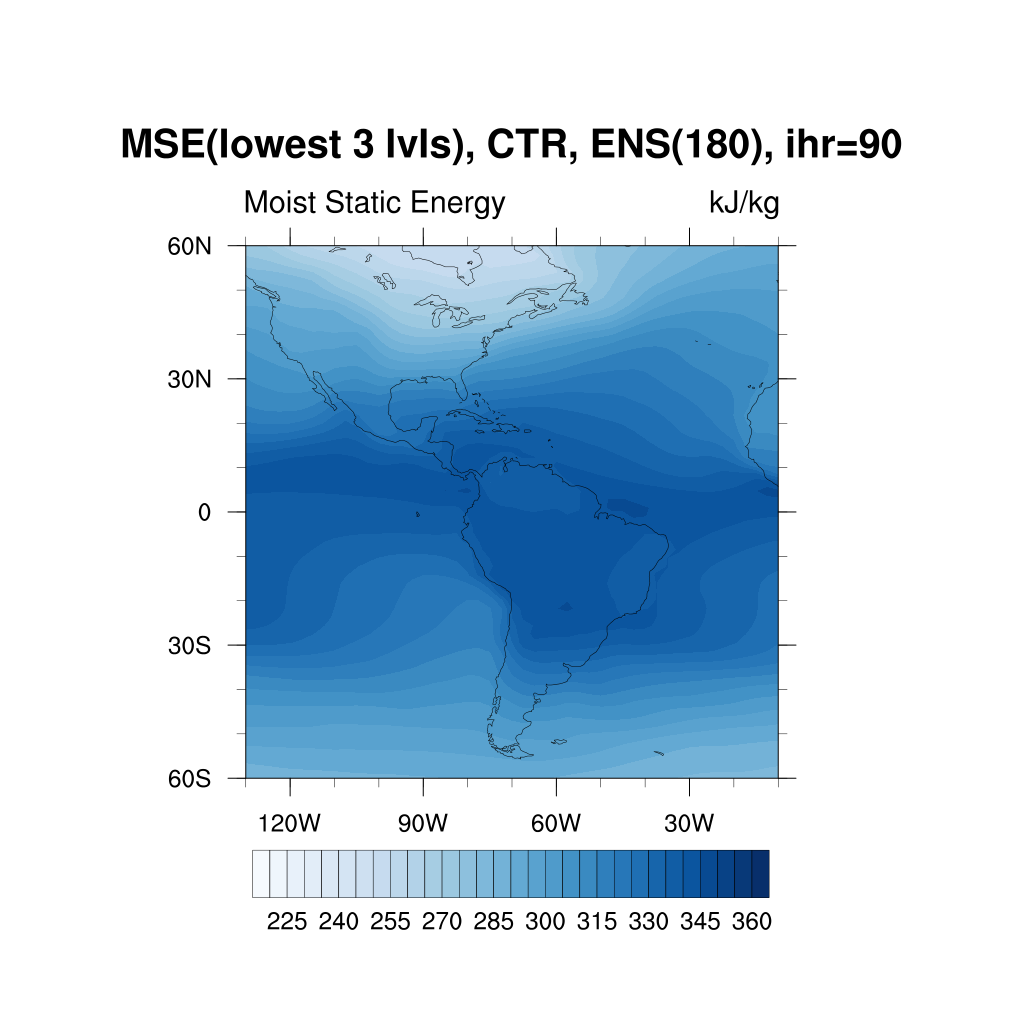 MSE(lowest 3 lvls), CTR, ENS(180), ihr=90
Moist Static Energy kJ/kg
60N
30N
0
30S
60S
120W 90W 60W 30W
225 240 255 270 285 300 315 330 345 360